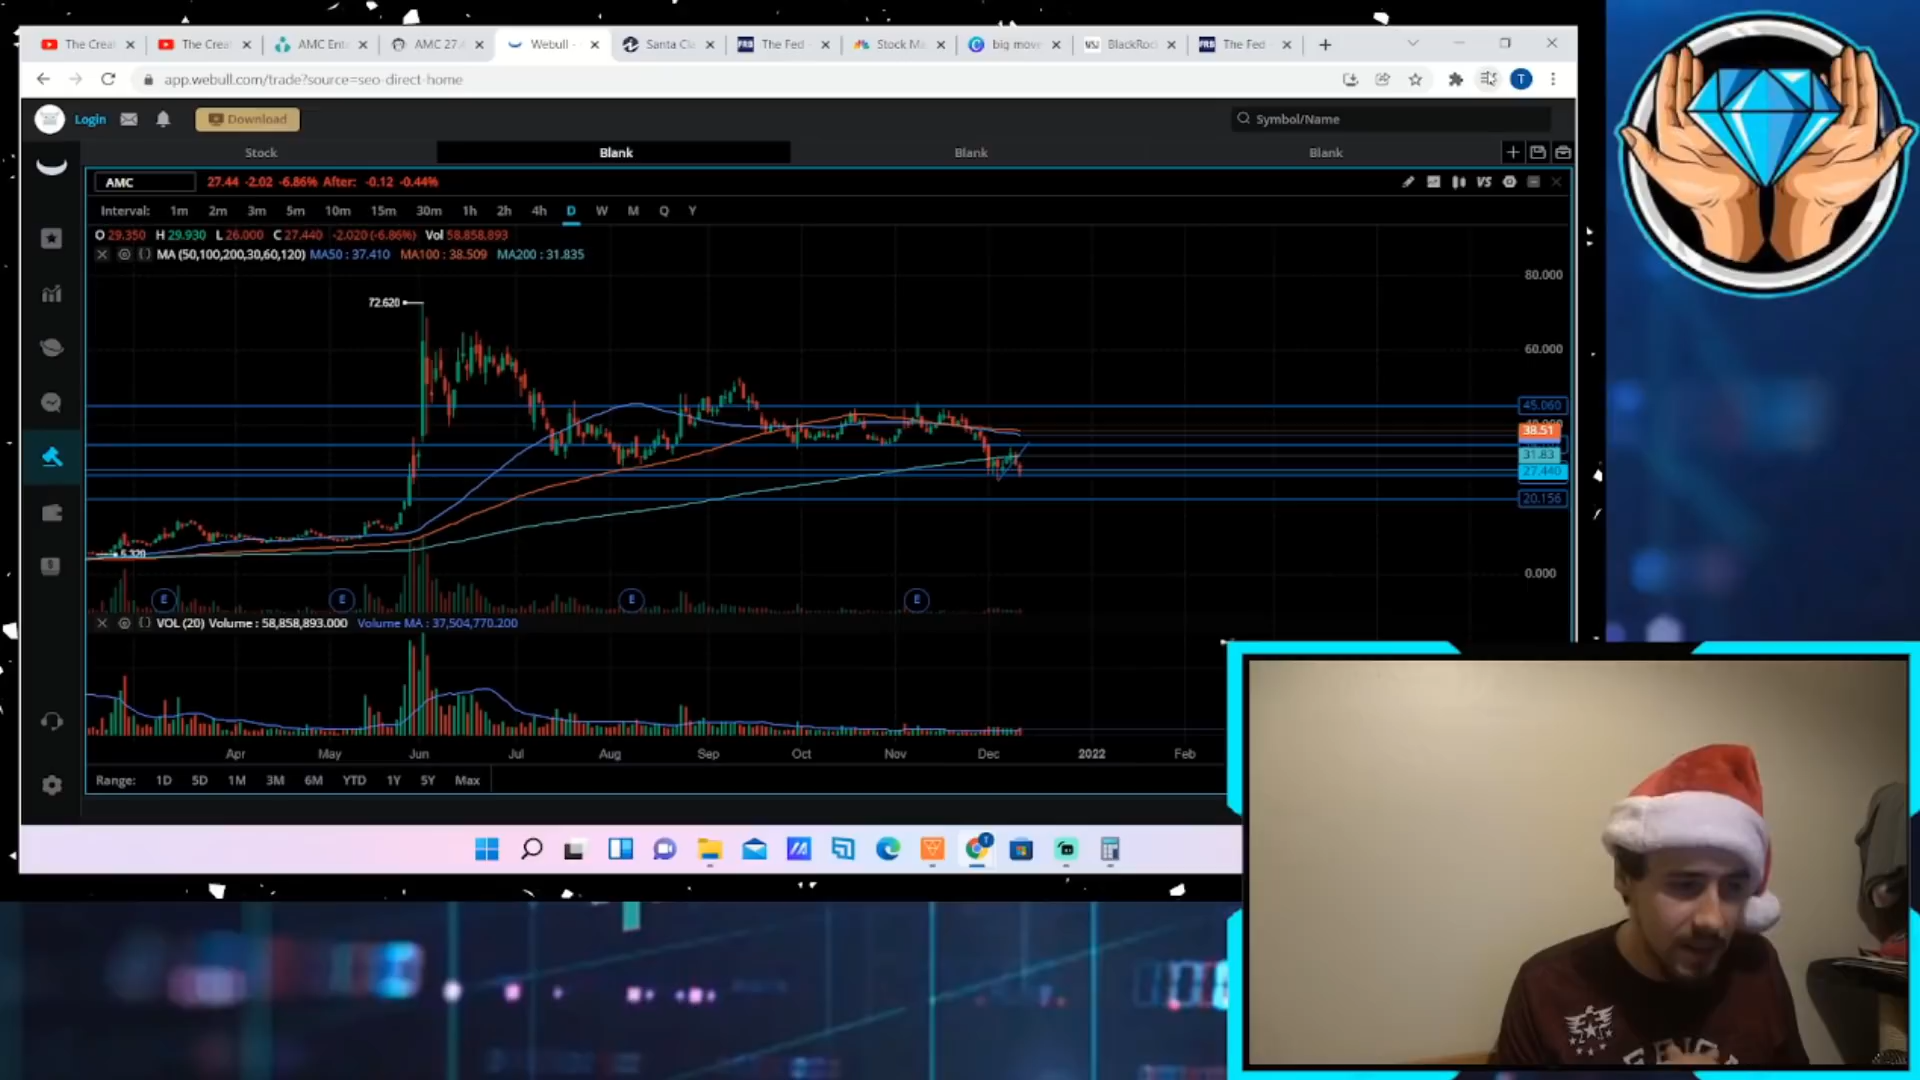 The Creat
The Creat
AMC Ent
AMC 27.
Webull -
Santa Cl
The Fed
Stock Ma
big move
BlackRoc
The Fed
app.webull.com/trade?source=seo-direct-home
T
Login
Download
Symbol/Name
Stock
Blank
Blank
Blank
AMC
27.44 -2.02 -6.86% After: -0.12 -0.44%
VS
Interval: 1m 2m 3m 5m 10m 15m 30m 1h 2h 4h D W M Q Y
O 29.350 H 29.930 L 26.000 C 27.440 -2.020 (-6.86%) Vol 58,858,893
MA (50,100,200,30,60,120) MA50 : 37.410 MA100 : 38.509 MA200 : 31.835
80.000
72.620
60.000
45.060
38.51
31.83
27.440
20.156
5.320
0.000
E E E E
VOL (20) Volume : 58,858,893.000 Volume MA : 37,504,770.200
Apr May Jun Jul Aug Sep Oct Nov Dec 2022 Feb
Range: 1D 5D 1M 3M 6M YTD 1Y 5Y Max